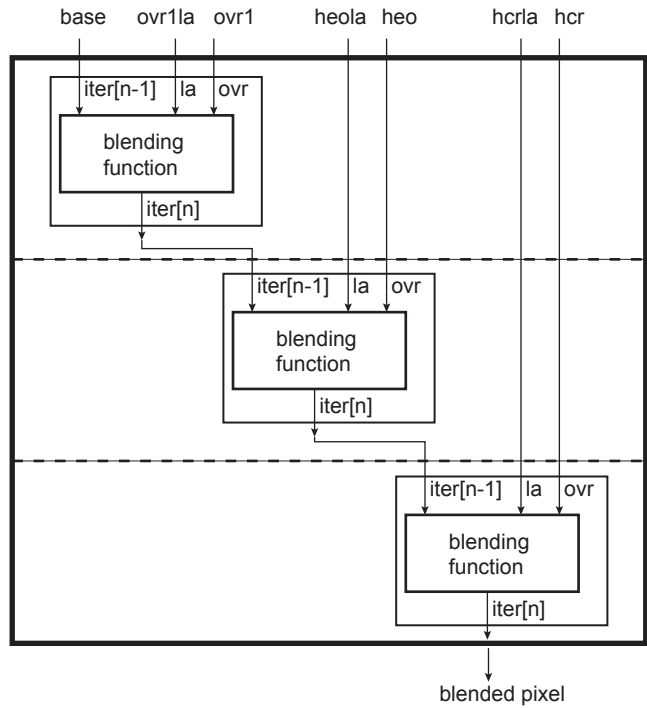 base ovr1la ovr1 heola heo hcrla hcr
iter[n-1] la ovr
blending
function
iter[n]
iter[n-1] la ovr
blending
function
iter[n]
iter[n-1] la ovr
blending
function
iter[n]
blended pixel